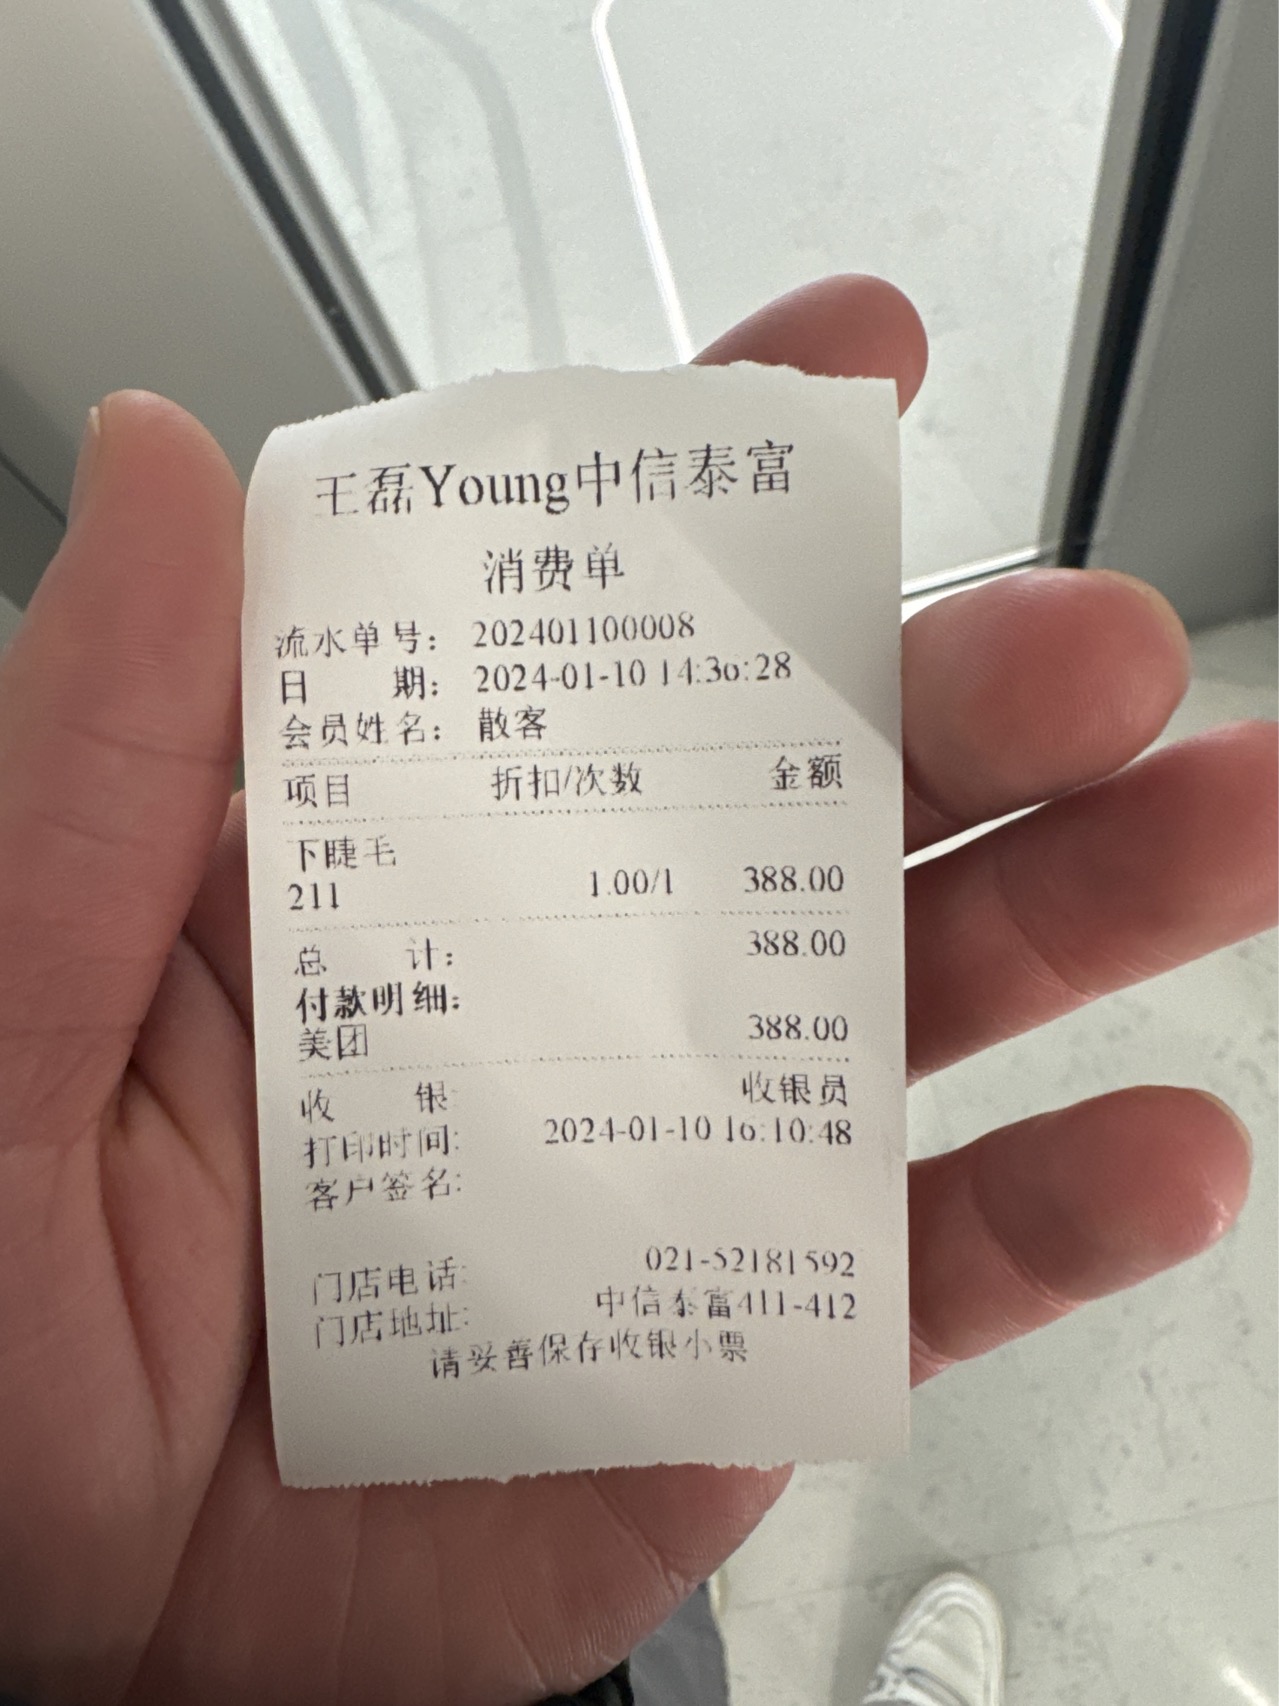 王磊Young中信泰富
消费单
流水单号： 202401100008
日 期： 2024-01-10 14:36:28
会员姓名： 散客
项目 折扣/次数 金额
下睫毛
211 1.00/1 388.00
总 计： 388.00
付款明细：
美团 388.00
收 银: 收银员
打印时间: 2024-01-10 16:10:48
客户签名:
门店电话: 021-52181592
门店地址: 中信泰富411-412
请妥善保存收银小票